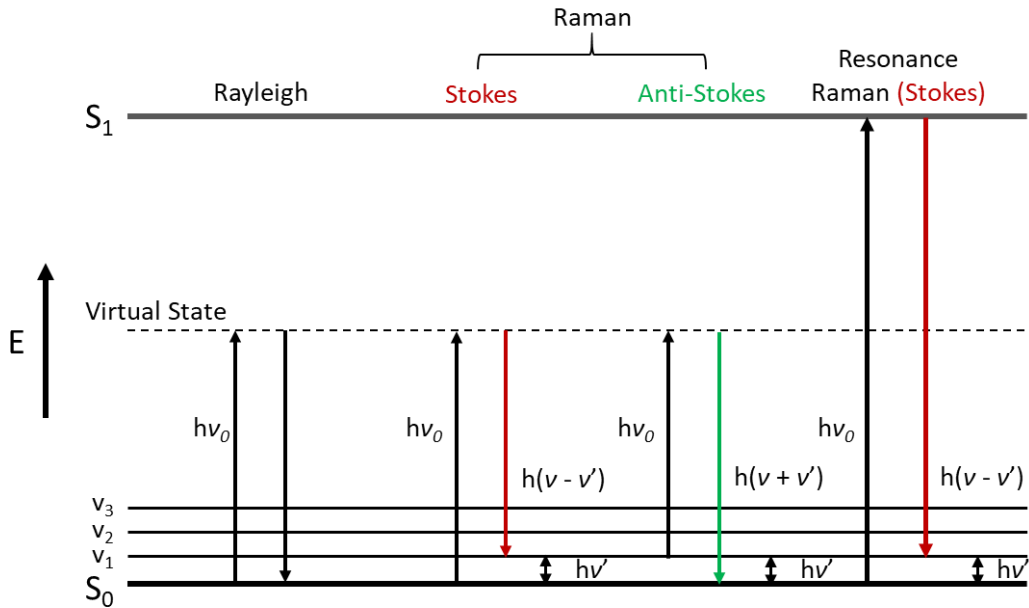 Raman
Rayleigh
Stokes
Anti-Stokes
Resonance
Raman (Stokes)
S₁
E
Virtual State
hν₀
hν₀
hν₀
hν₀
h(ν - ν’)
h(ν + ν’)
h(ν - ν’)
v₃
v₂
v₁
hν’
hν’
hν’
S₀